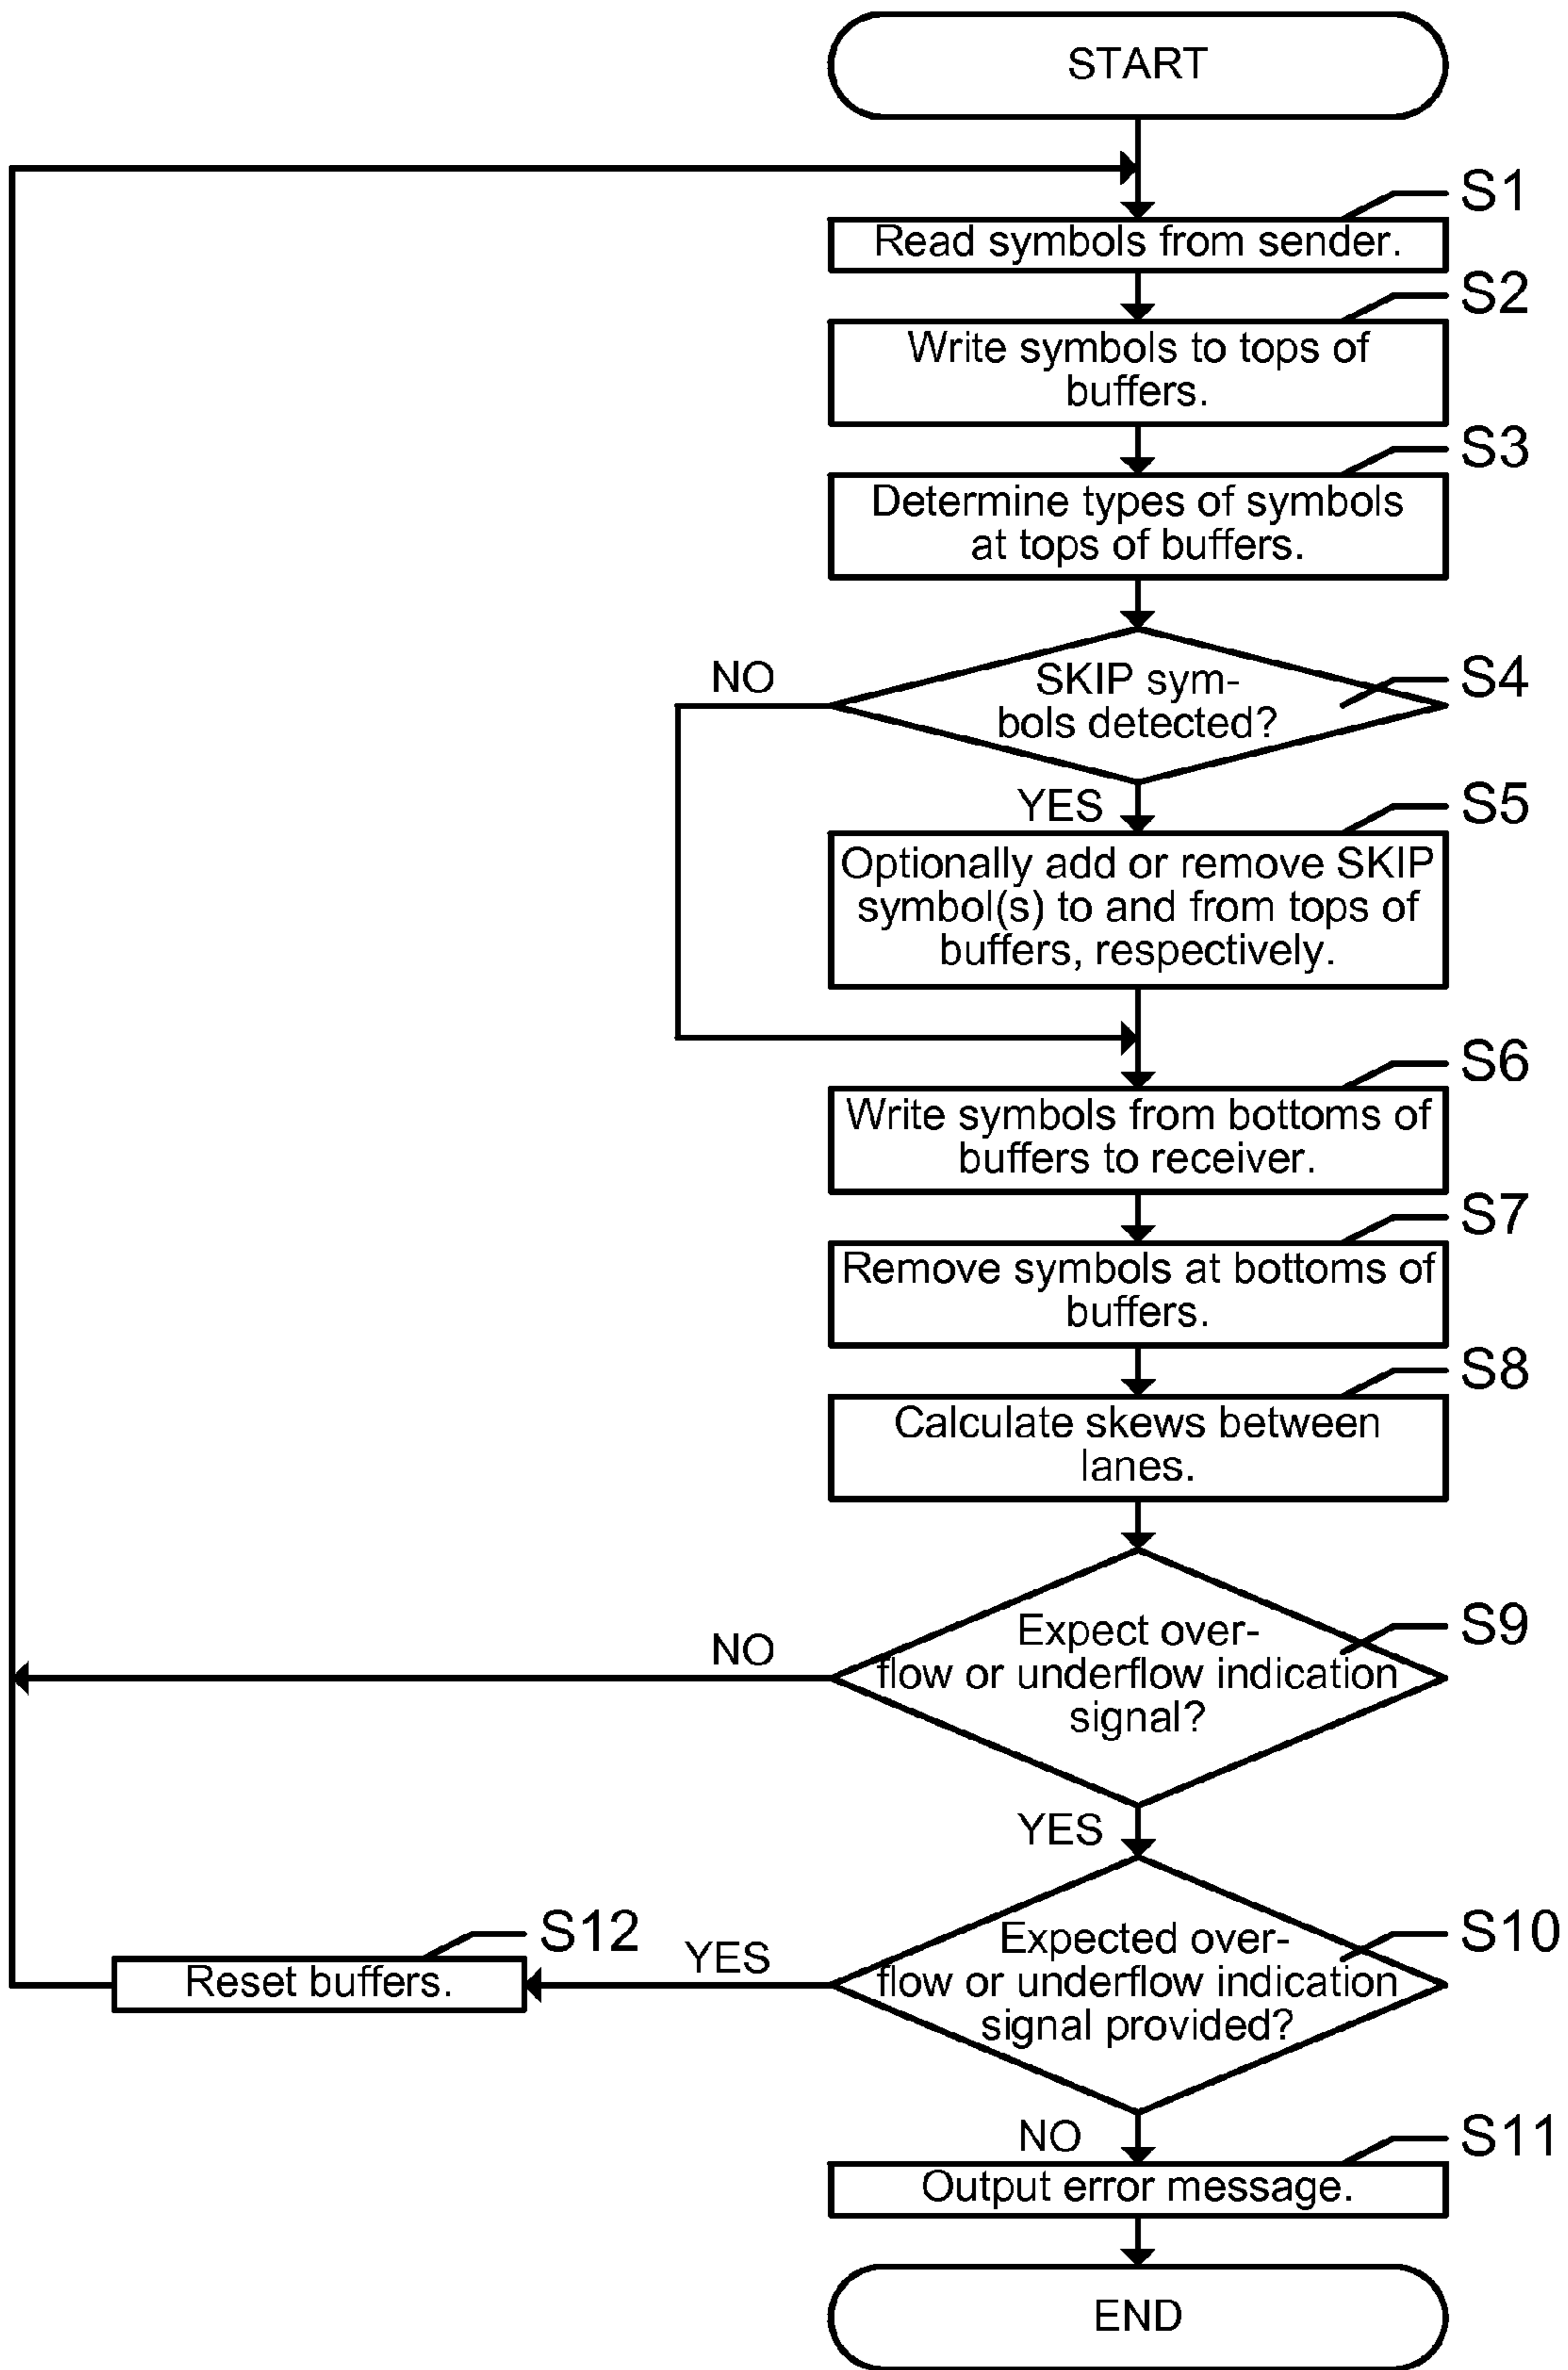 START
S1
Read symbols from sender.
S2
Write symbols to tops of
buffers.
S3
Determine types of symbols
at tops of buffers.
NO
SKIP sym-
bols detected?
S4
YES
S5
Optionally add or remove SKIP
symbol(s) to and from tops of
buffers, respectively.
S6
Write symbols from bottoms of
buffers to receiver.
S7
Remove symbols at bottoms of
buffers.
S8
Calculate skews between
lanes.
S9
NO
Expect over-
flow or underflow indication
signal?
YES
S12
S10
Reset buffers.
YES
Expected over-
flow or underflow indication
signal provided?
NO
S11
Output error message.
END